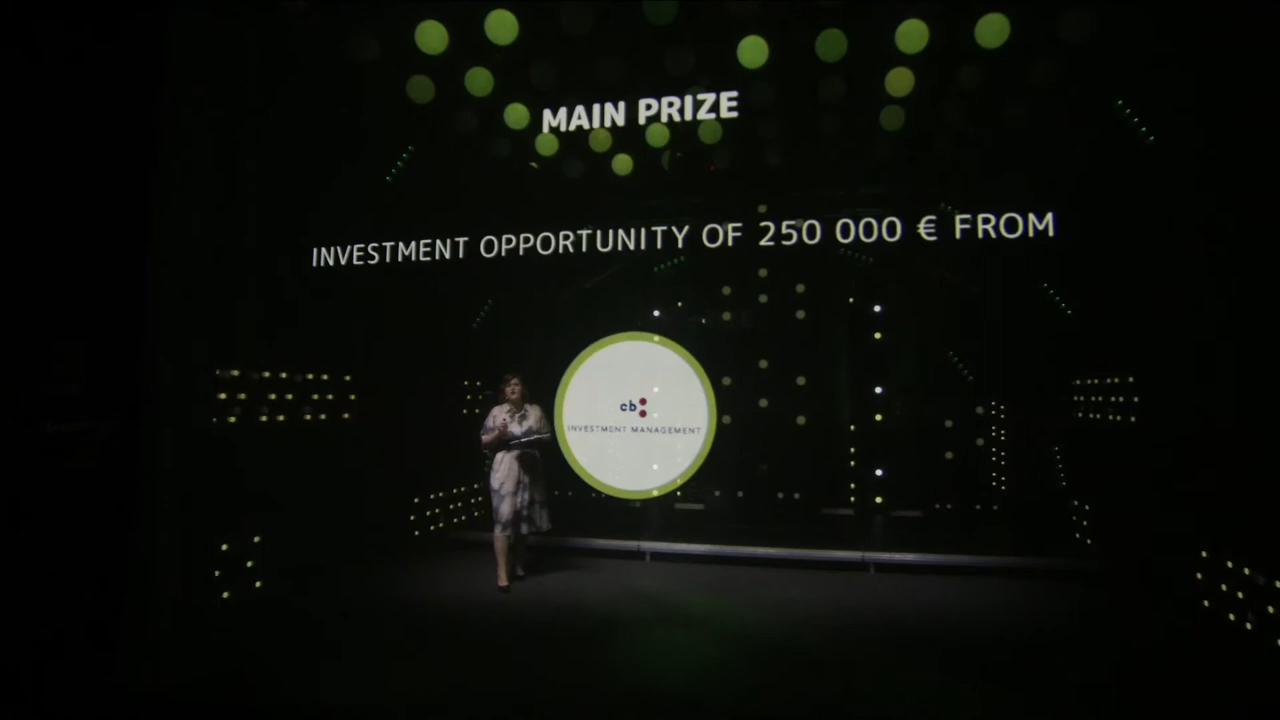 MAIN PRIZE
INVESTMENT OPPORTUNITY OF 250 000 € FROM
cb
INVESTMENT MANAGEMENT